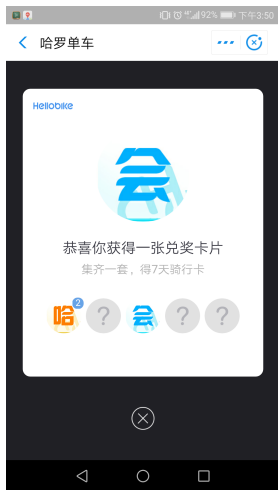 92% 下午3:50
哈罗单车
Hellobike
会
恭喜你获得一张兑奖卡片
集齐一套，得7天骑行卡
哈 2 ? 会 ? ?